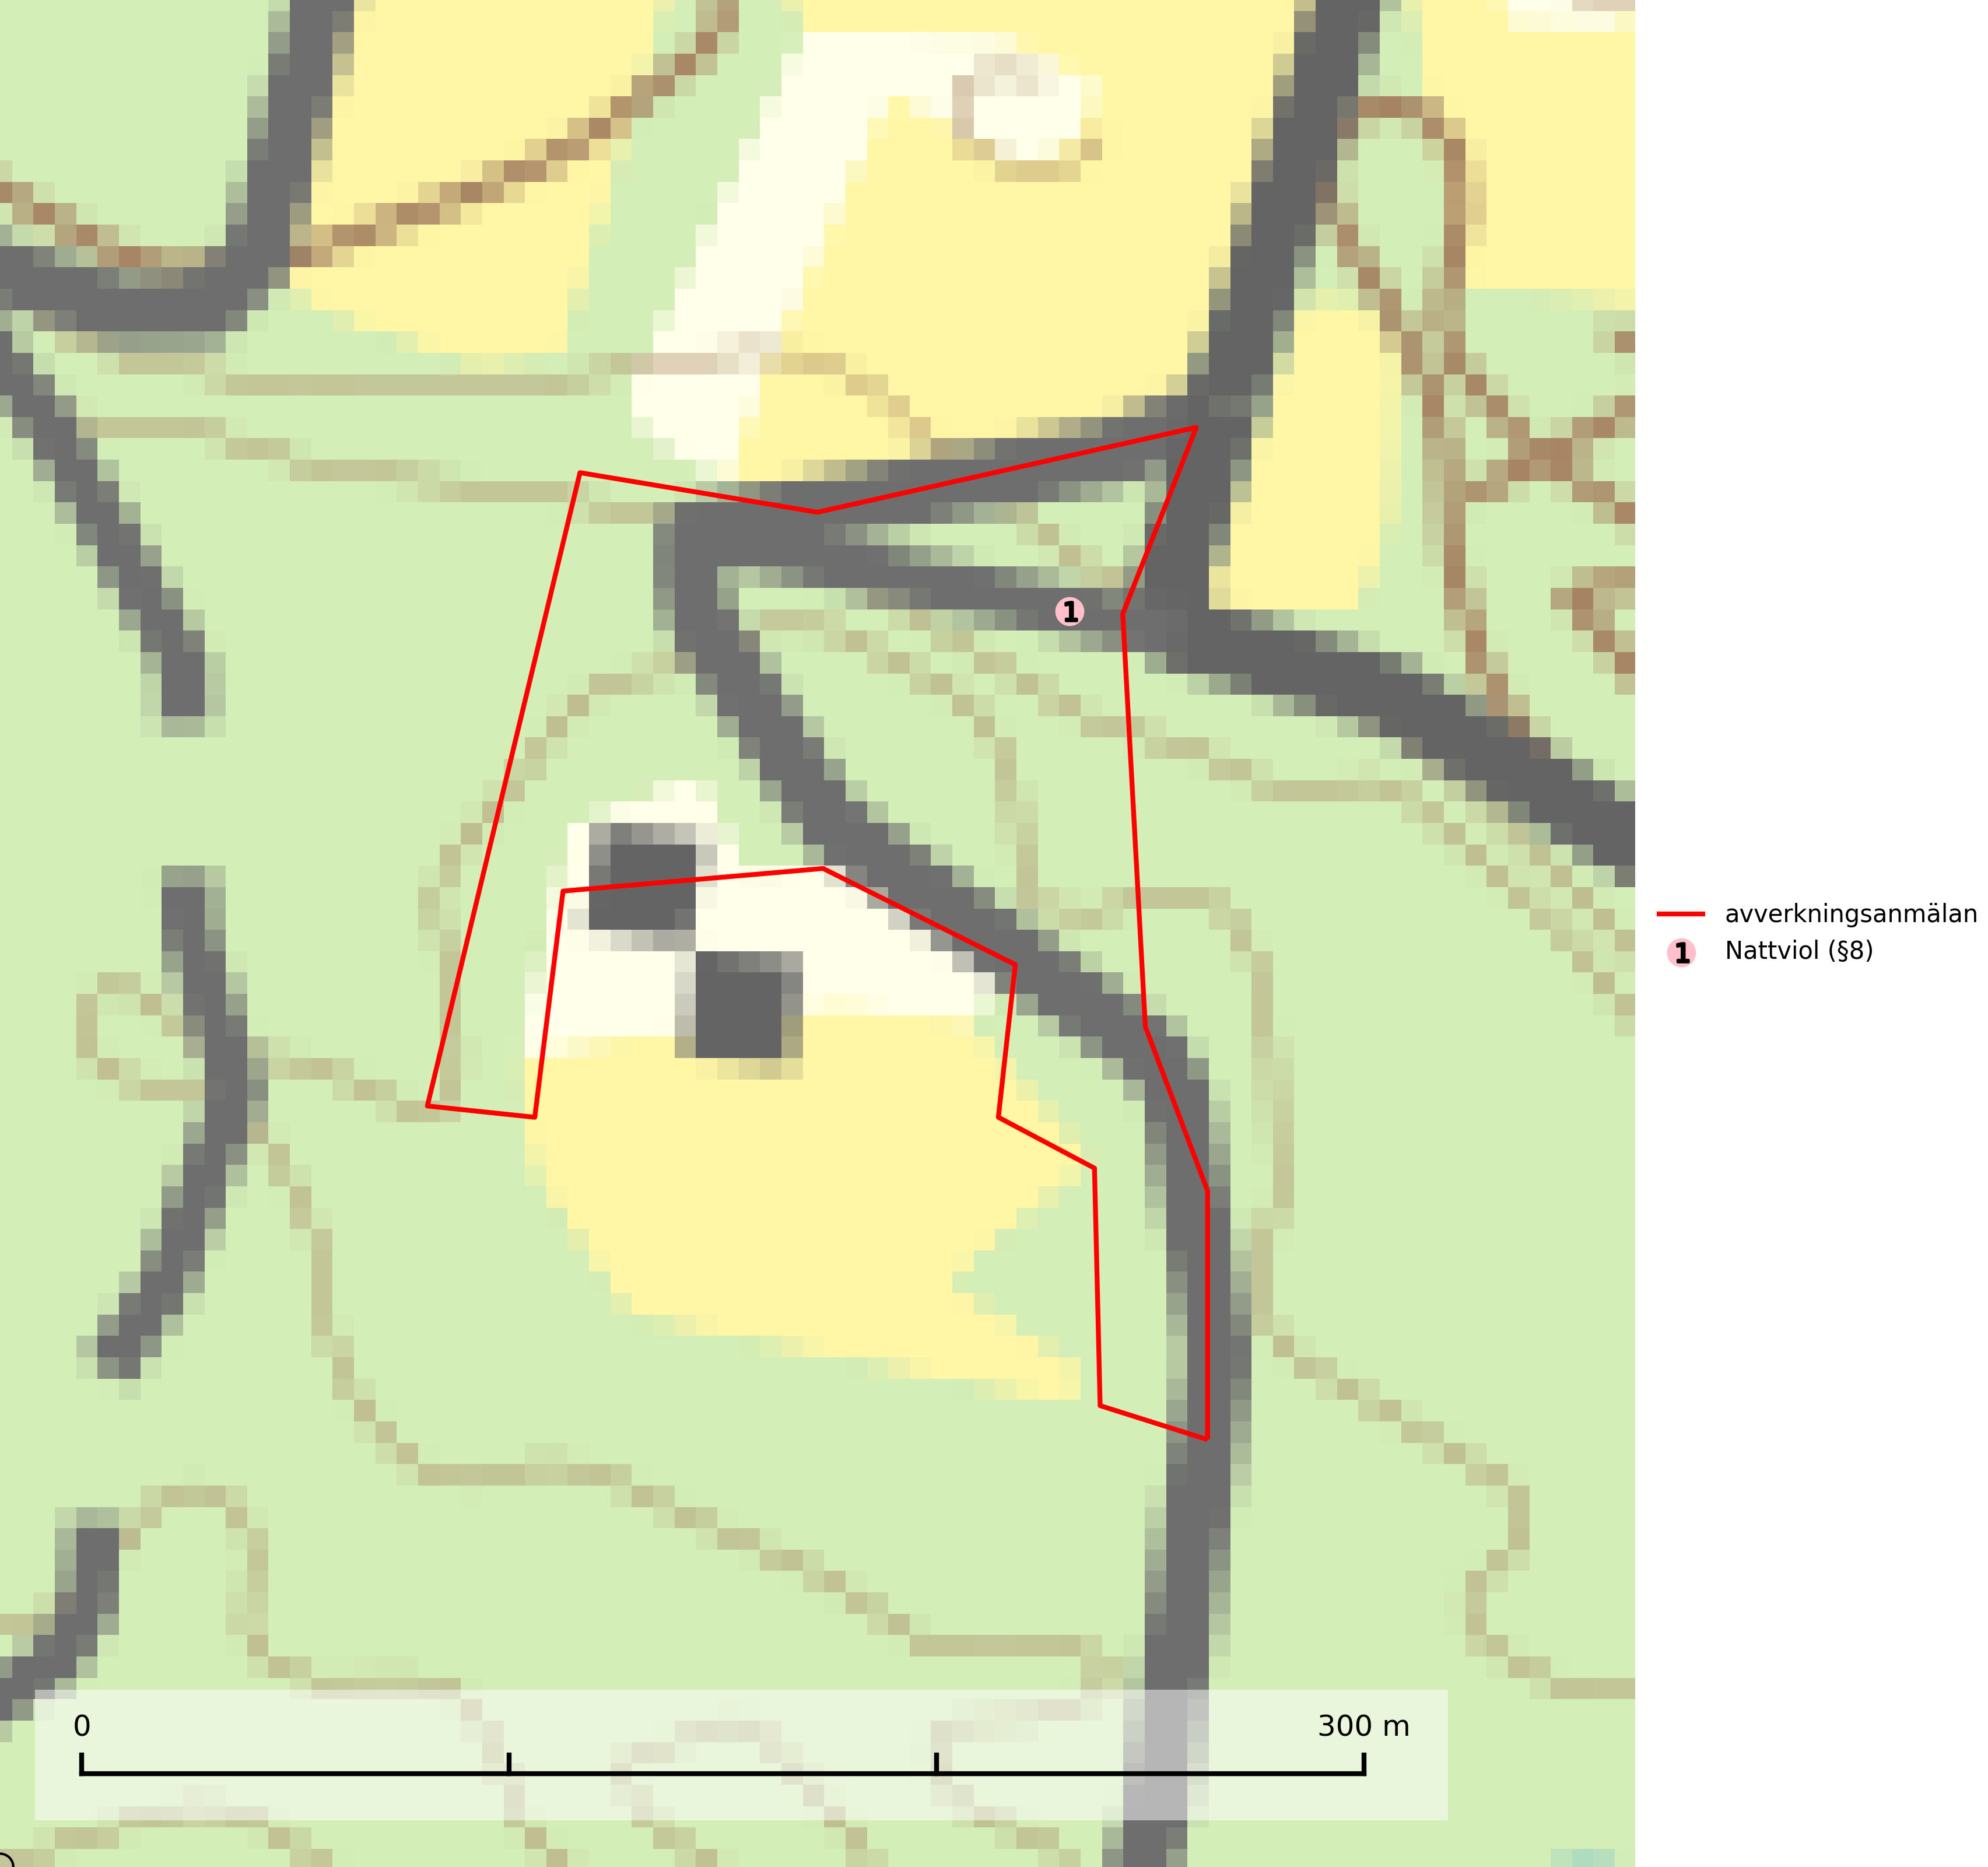 1
avverkningsanmälan
1 Nattviol (§8)
0 300 m